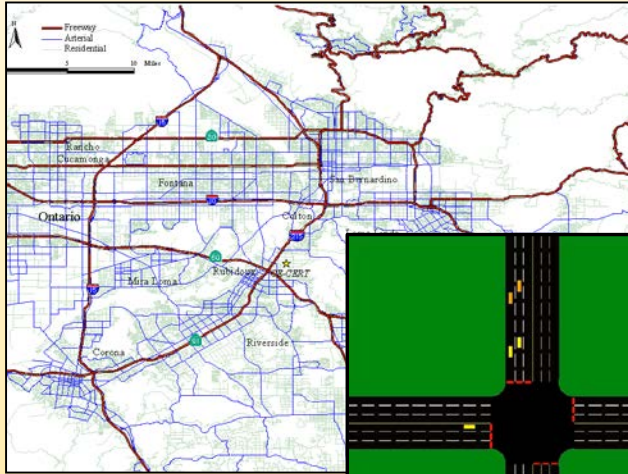 N
Freeway
Arterial
Residential
5 10 Miles
Rancho
Cucamonga
Fontana
San Bernardino
Ontario
Colton
Mira Loma
Rubidoux
CE-CERT
Riverside
Corona